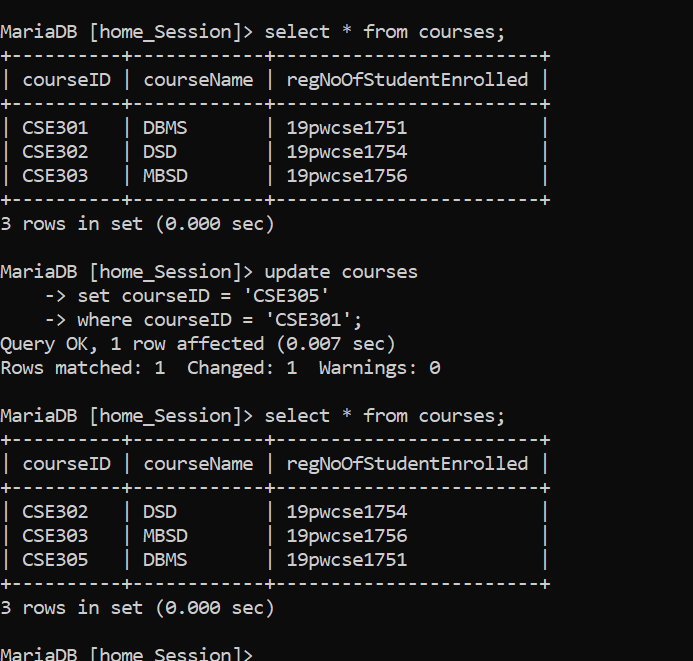 MariaDB [home_Session]> select * from courses;
+----------+------------+------------------------+
| courseID | courseName | regNoOfStudentEnrolled |
+----------+------------+------------------------+
| CSE301   | DBMS       | 19pwcse1751            |
| CSE302   | DSD        | 19pwcse1754            |
| CSE303   | MBSD       | 19pwcse1756            |
+----------+------------+------------------------+
3 rows in set (0.000 sec)
MariaDB [home_Session]> update courses
    -> set courseID = 'CSE305'
    -> where courseID = 'CSE301';
Query OK, 1 row affected (0.007 sec)
Rows matched: 1  Changed: 1  Warnings: 0
MariaDB [home_Session]> select * from courses;
+----------+------------+------------------------+
| courseID | courseName | regNoOfStudentEnrolled |
+----------+------------+------------------------+
| CSE302   | DSD        | 19pwcse1754            |
| CSE303   | MBSD       | 19pwcse1756            |
| CSE305   | DBMS       | 19pwcse1751            |
+----------+------------+------------------------+
3 rows in set (0.000 sec)
MariaDB [home_Session]>